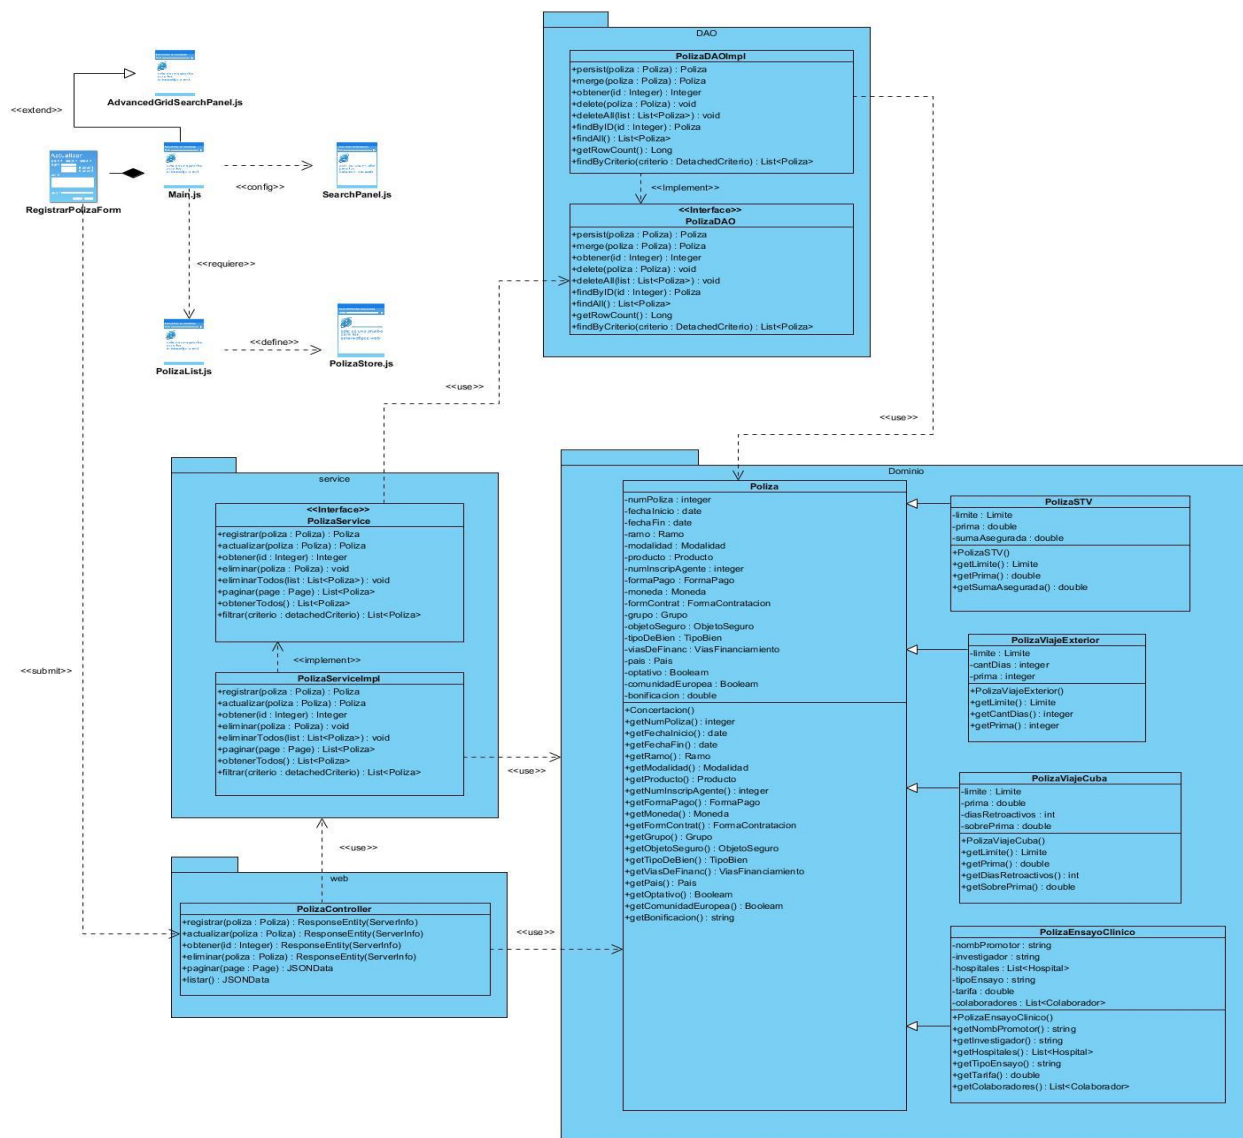 AdvancedGridSearchPanel.js
<<extend>>
Actualizar
RegistrarPolizaForm
Main.js
<<config>>
SearchPanel.js
<<requiere>>
PolizaList.js
<<define>>
PolizaStore.js
<<submit>>
DAO
PolizaDAOImpl
+persist(poliza : Poliza) : Poliza
+merge(poliza : Poliza) : Poliza
+obtener(id : Integer) : Integer
+delete(poliza : Poliza) : void
+deleteAll(list : List<Poliza>) : void
+findByID(id : Integer) : Poliza
+findAll() : List<Poliza>
+getRowCount() : Long
+findByCriterio(criterio : DetachedCriterio) : List<Poliza>
<<Implement>>
<<Interface>>
PolizaDAO
+persist(poliza : Poliza) : Poliza
+merge(poliza : Poliza) : Poliza
+obtener(id : Integer) : Integer
+delete(poliza : Poliza) : void
+deleteAll(list : List<Poliza>) : void
+findByID(id : Integer) : Poliza
+findAll() : List<Poliza>
+getRowCount() : Long
+findByCriterio(criterio : DetachedCriterio) : List<Poliza>
<<use>>
<<use>>
service
<<Interface>>
PolizaService
+registrar(poliza : Poliza) : Poliza
+actualizar(poliza : Poliza) : Poliza
+obtener(id : Integer) : Integer
+eliminar(poliza : Poliza) : void
+eliminarTodos(list : List<Poliza>) : void
+paginar(page : Page) : List<Poliza>
+obtenerTodos() : List<Poliza>
+filtrar(criterio : detachedCriterio) : List<Poliza>
<<implement>>
PolizaServiceImpl
+registrar(poliza : Poliza) : Poliza
+actualizar(poliza : Poliza) : Poliza
+obtener(id : Integer) : Integer
+eliminar(poliza : Poliza) : void
+eliminarTodos(list : List<Poliza>) : void
+paginar(page : Page) : List<Poliza>
+obtenerTodos() : List<Poliza>
+filtrar(criterio : detachedCriterio) : List<Poliza>
<<use>>
<<use>>
web
PolizaController
+registrar(poliza : Poliza) : ResponseEntity(ServerInfo)
+actualizar(poliza : Poliza) : ResponseEntity(ServerInfo)
+obtener(id : Integer) : ResponseEntity(ServerInfo)
+eliminar(poliza : Poliza) : ResponseEntity(ServerInfo)
+paginar(page : Page) : JSONData
+listar() : JSONData
<<use>>
Dominio
Poliza
-numPoliza : integer
-fechaInicio : date
-fechaFin : date
-ramo : Ramo
-modalidad : Modalidad
-producto : Producto
-numInscripAgente : integer
-formaPago : FormaPago
-moneda : Moneda
-formContrat : FormaContratacion
-grupo : Grupo
-objetoSeguro : ObjetoSeguro
-tipoDeBien : TipoBien
-viasDeFinanc : ViasFinanciamiento
-pais : Pais
-optativo : Booleam
-comunidadEuropea : Booleam
-bonificacion : double
+Concertacion()
+getNumPoliza() : integer
+getFechaInicio() : date
+getFechaFin() : date
+getRamo() : Ramo
+getModalidad() : Modalidad
+getProducto() : Producto
+getNumInscripAgente() : integer
+getFormaPago() : FormaPago
+getMoneda() : Moneda
+getFormContrat() : FormaContratacion
+getGrupo() : Grupo
+getObjetoSeguro() : ObjetoSeguro
+getTipoDeBien() : TipoBien
+getViasDeFinanc() : ViasFinanciamiento
+getPais() : Pais
+getOptativo() : Booleam
+getComunidadEuropea() : Booleam
+getBonificacion() : string
PolizaSTV
-limite : Limite
-prima : double
-sumaAsegurada : double
+PolizaSTV()
+getLimite() : Limite
+getPrima() : double
+getSumaAsegurada() : double
PolizaViajeExterior
-limite : Limite
-cantDias : integer
-prima : integer
+PolizaViajeExterior()
+getLimite() : Limite
+getCantDias() : integer
+getPrima() : integer
PolizaViajeCuba
-limite : Limite
-prima : double
-diasRetroactivos : int
-sobrePrima : double
+PolizaViajeCuba()
+getLimite() : Limite
+getPrima() : double
+getDiasRetroactivos() : int
+getSobrePrima() : double
PolizaEnsayoClinico
-nombPromotor : string
-investigador : string
-hospitales : List<Hospital>
-tipoEnsayo : string
-tarifa : double
-colaboradores : List<Colaborador>
+PolizaEnsayoClinico()
+getNombPromotor() : string
+getInvestigador() : string
+getHospitales() : List<Hospital>
+getTipoEnsayo() : string
+getTarifa() : double
+getColaboradores() : List<Colaborador>